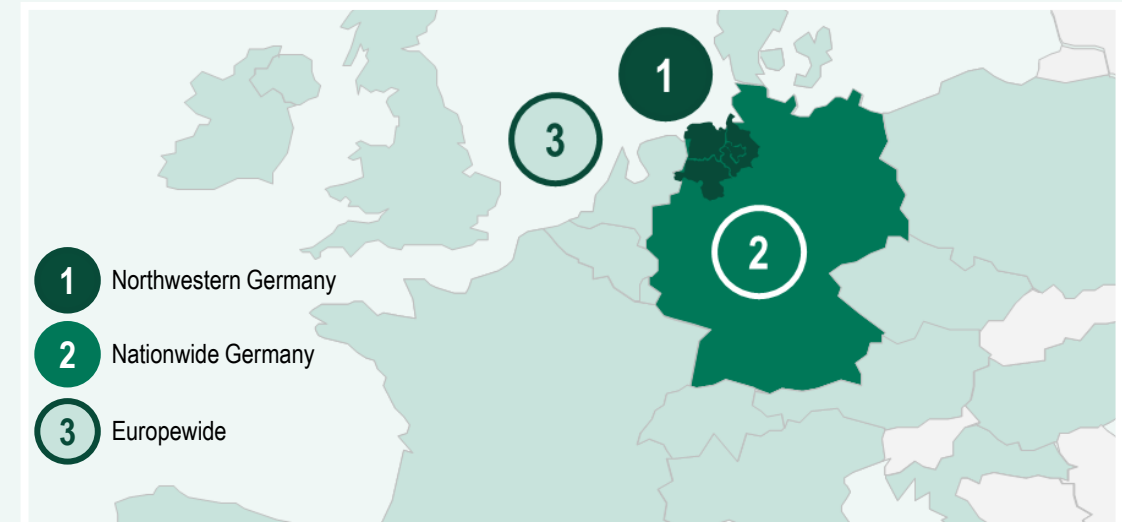 1
3
2
1 Northwestern Germany
2 Nationwide Germany
3 Europewide